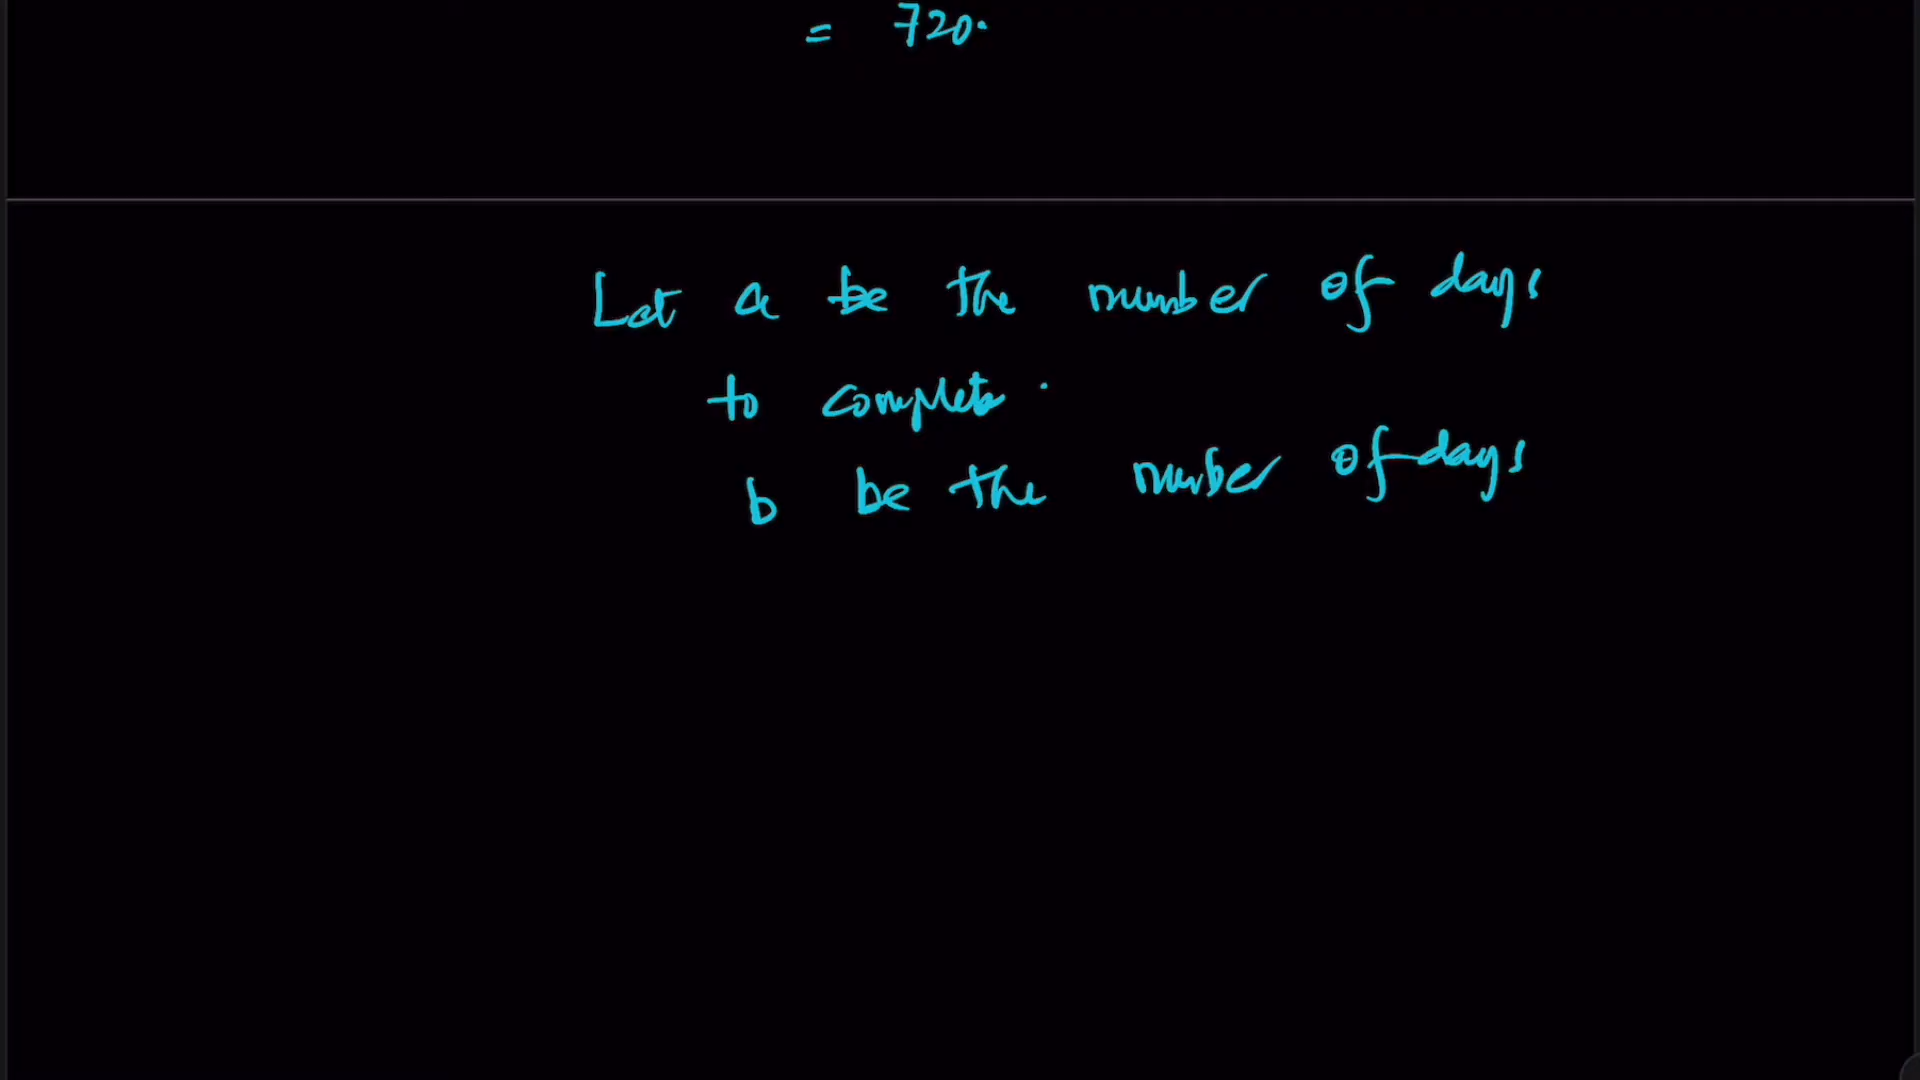 = 720.
Let a be the number of days
to complete.
b be the number of days